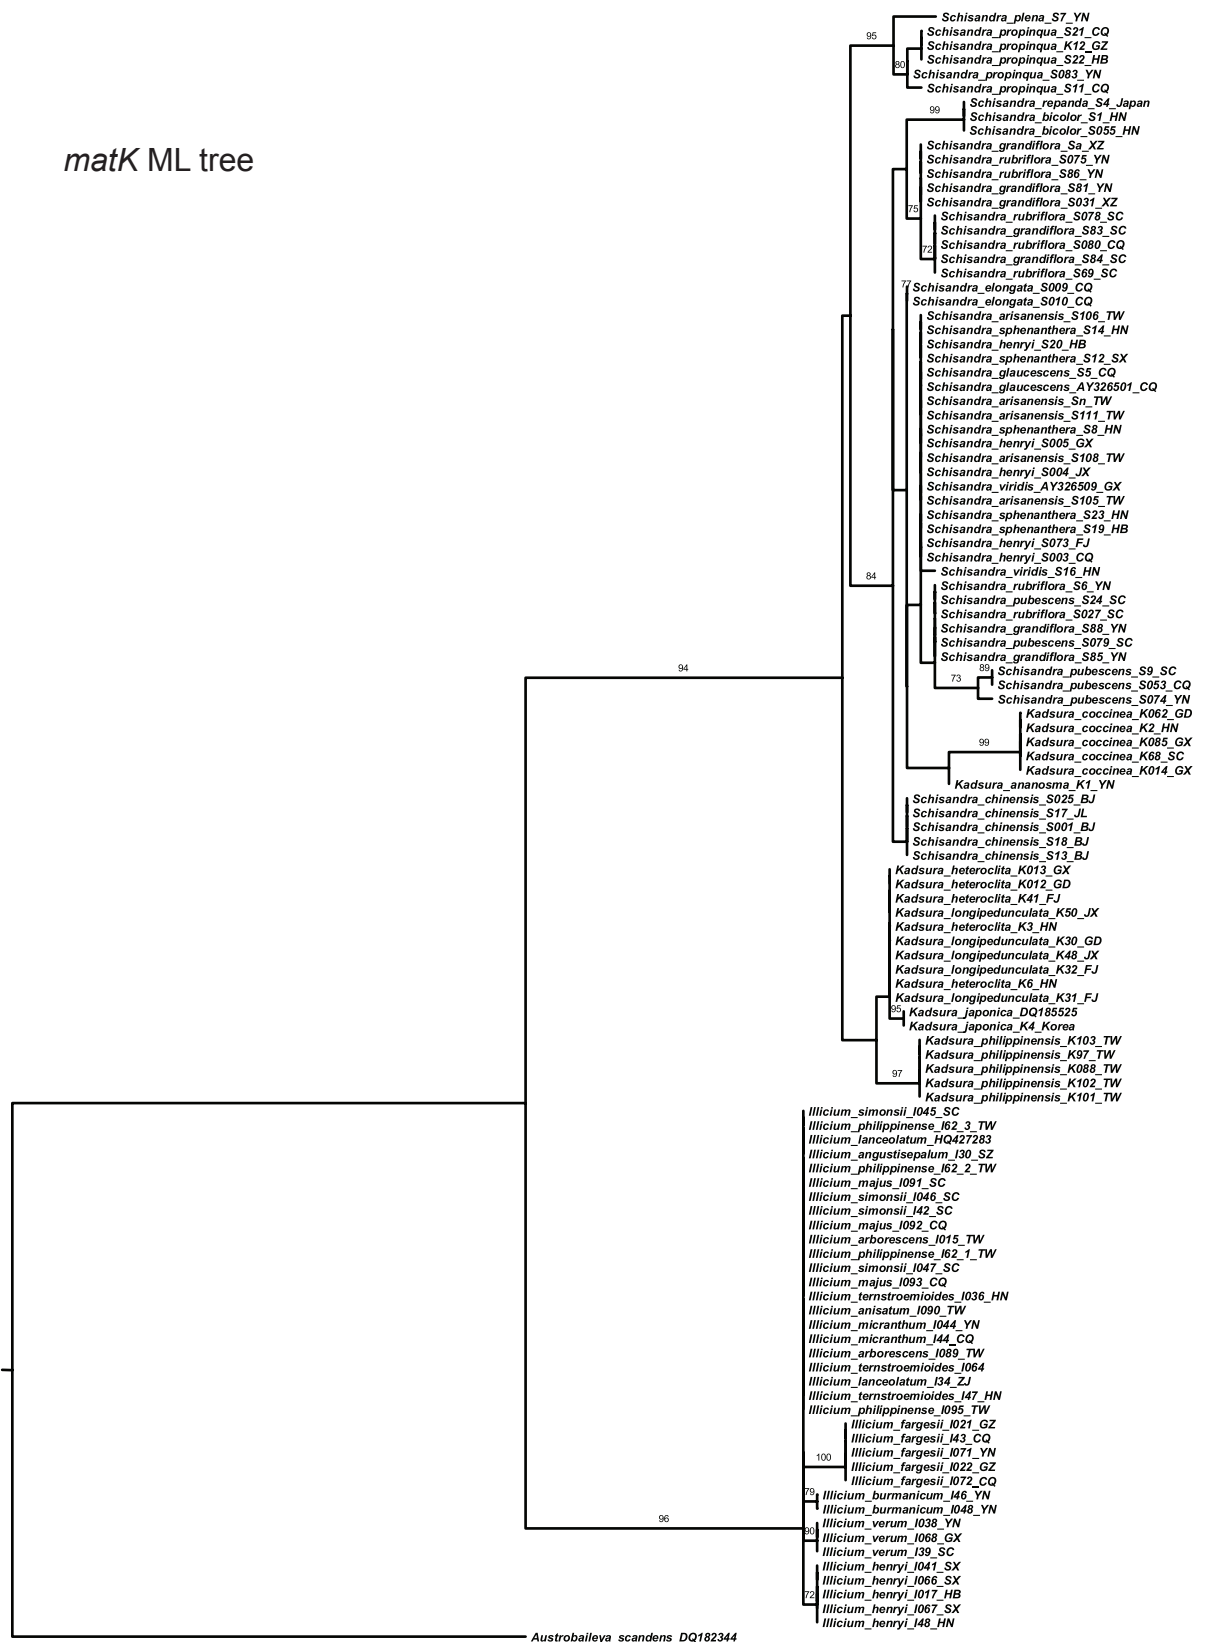 Schisandra_plena_S7_YN
95
Schisandra_propinqua_S21_CQ
Schisandra_propinqua_K12_GZ
Schisandra_propinqua_S22_HB
80
Schisandra_propinqua_S083_YN
Schisandra_propinqua_S11_CQ
Schisandra_repanda_S4_Japan
99
Schisandra_bicolor_S1_HN
Schisandra_bicolor_S055_HN
matK ML tree
Schisandra_grandiflora_Sa_XZ
Schisandra_rubriflora_S075_YN
Schisandra_rubriflora_S86_YN
Schisandra_grandiflora_S81_YN
Schisandra_grandiflora_S031_XZ
75
Schisandra_rubriflora_S078_SC
Schisandra_grandiflora_S83_SC
Schisandra_rubriflora_S080_CQ
72
Schisandra_grandiflora_S84_SC
Schisandra_rubriflora_S69_SC
77
Schisandra_elongata_S009_CQ
Schisandra_elongata_S010_CQ
Schisandra_arisanensis_S106_TW
Schisandra_sphenanthera_S14_HN
Schisandra_henryi_S20_HB
Schisandra_sphenanthera_S12_SX
Schisandra_glaucescens_S5_CQ
Schisandra_glaucescens_AY326501_CQ
Schisandra_arisanensis_Sn_TW
Schisandra_arisanensis_S111_TW
Schisandra_sphenanthera_S8_HN
Schisandra_henryi_S005_GX
Schisandra_arisanensis_S108_TW
Schisandra_henryi_S004_JX
Schisandra_viridis_AY326509_GX
Schisandra_arisanensis_S105_TW
Schisandra_sphenanthera_S23_HN
Schisandra_sphenanthera_S19_HB
Schisandra_henryi_S073_FJ
Schisandra_henryi_S003_CQ
Schisandra_viridis_S16_HN
84
Schisandra_rubriflora_S6_YN
Schisandra_pubescens_S24_SC
Schisandra_rubriflora_S027_SC
Schisandra_grandiflora_S88_YN
Schisandra_pubescens_S079_SC
Schisandra_grandiflora_S85_YN
94
89
Schisandra_pubescens_S9_SC
73
Schisandra_pubescens_S053_CQ
Schisandra_pubescens_S074_YN
Kadsura_coccinea_K062_GD
Kadsura_coccinea_K2_HN
99
Kadsura_coccinea_K085_GX
Kadsura_coccinea_K68_SC
Kadsura_coccinea_K014_GX
Kadsura_ananosma_K1_YN
Schisandra_chinensis_S025_BJ
Schisandra_chinensis_S17_JL
Schisandra_chinensis_S001_BJ
Schisandra_chinensis_S18_BJ
Schisandra_chinensis_S13_BJ
Kadsura_heteroclita_K013_GX
Kadsura_heteroclita_K012_GD
Kadsura_heteroclita_K41_FJ
Kadsura_longipedunculata_K50_JX
Kadsura_heteroclita_K3_HN
Kadsura_longipedunculata_K30_GD
Kadsura_longipedunculata_K48_JX
Kadsura_longipedunculata_K32_FJ
Kadsura_heteroclita_K6_HN
Kadsura_longipedunculata_K31_FJ
95
Kadsura_japonica_DQ185525
Kadsura_japonica_K4_Korea
Kadsura_philippinensis_K103_TW
Kadsura_philippinensis_K97_TW
97
Kadsura_philippinensis_K088_TW
Kadsura_philippinensis_K102_TW
Kadsura_philippinensis_K101_TW
Illicium_simonsii_I045_SC
Illicium_philippinense_I62_3_TW
Illicium_lanceolatum_HQ427283
Illicium_angustisepalum_I30_SZ
Illicium_philippinense_I62_2_TW
Illicium_majus_I091_SC
Illicium_simonsii_I046_SC
Illicium_simonsii_I42_SC
Illicium_majus_I092_CQ
Illicium_arborescens_I015_TW
Illicium_philippinense_I62_1_TW
Illicium_simonsii_I047_SC
Illicium_majus_I093_CQ
Illicium_ternstroemioides_I036_HN
Illicium_anisatum_I090_TW
Illicium_micranthum_I044_YN
Illicium_micranthum_I44_CQ
Illicium_arborescens_I089_TW
Illicium_ternstroemioides_I064
Illicium_lanceolatum_I34_ZJ
Illicium_ternstroemioides_I47_HN
Illicium_philippinense_I095_TW
Illicium_fargesii_I021_GZ
Illicium_fargesii_I43_CQ
100
Illicium_fargesii_I071_YN
Illicium_fargesii_I022_GZ
Illicium_fargesii_I072_CQ
79
Illicium_burmanicum_I46_YN
Illicium_burmanicum_I048_YN
96
Illicium_verum_I038_YN
90
Illicium_verum_I068_GX
Illicium_verum_I39_SC
Illicium_henryi_I041_SX
Illicium_henryi_I066_SX
72
Illicium_henryi_I017_HB
Illicium_henryi_I067_SX
Illicium_henryi_I48_HN
Austrobaileya_scandens_DQ182344